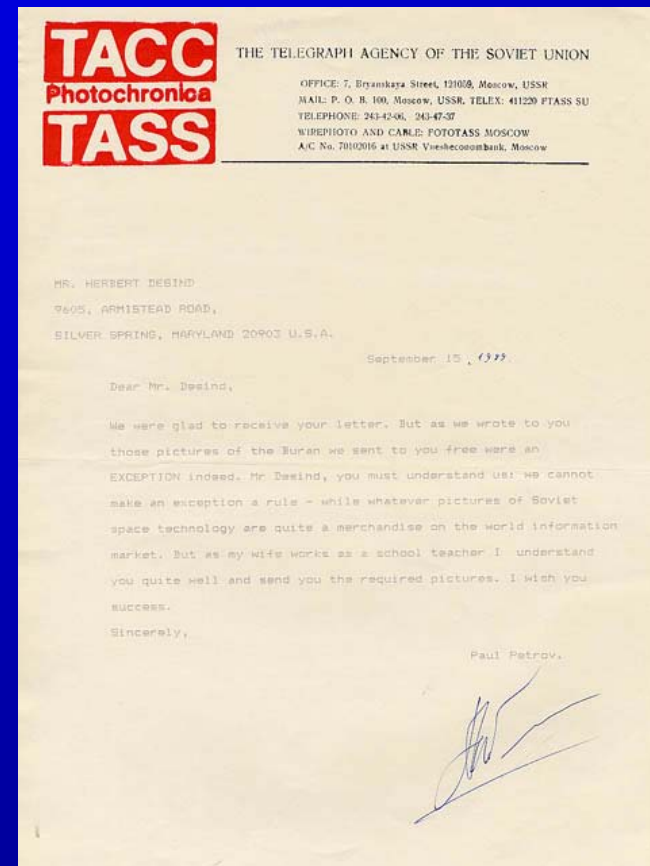 TACC
Photochronica
TASS
THE TELEGRAPH AGENCY OF THE SOVIET UNION
OFFICE: 7, Bryanskaya Street, 121059, Moscow, USSR
MAIL: P. O. B. 100, Moscow, USSR, TELEX: 411220 FTASS SU
TELEPHONE: 243-42-06, 243-47-37
WIREPHOTO AND CABLE: FOTOTASS MOSCOW
A/C No. 70102016 at USSR Vnesheconombank, Moscow
MR. HERBERT DESIND
9605, ARMISTEAD ROAD,
SILVER SPRING, MARYLAND 20903 U.S.A.
September 15, 1989.
Dear Mr. Desind,
We were glad to receive your letter. But as we wrote to you
those pictures of the Buran we sent to you free were an
EXCEPTION indeed. Mr Desind, you must understand us: we cannot
make an exception a rule - while whatever pictures of Soviet
space technology are quite a merchandise on the world information
market. But as my wife works as a school teacher I understand
you quite well and send you the required pictures. I wish you
success.
Sincerely,
Paul Petrov.